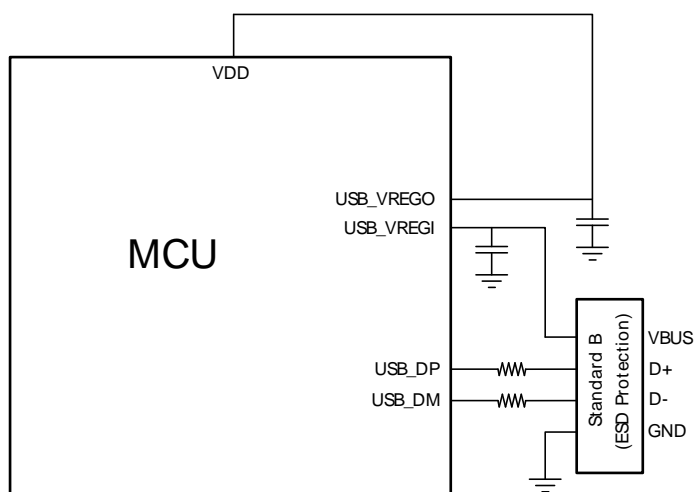 VDD
USB_VREGO
USB_VREGI
MCU
USB_DP
USB_DM
Standard B
(ESD Protection)
VBUS
D+
D-
GND